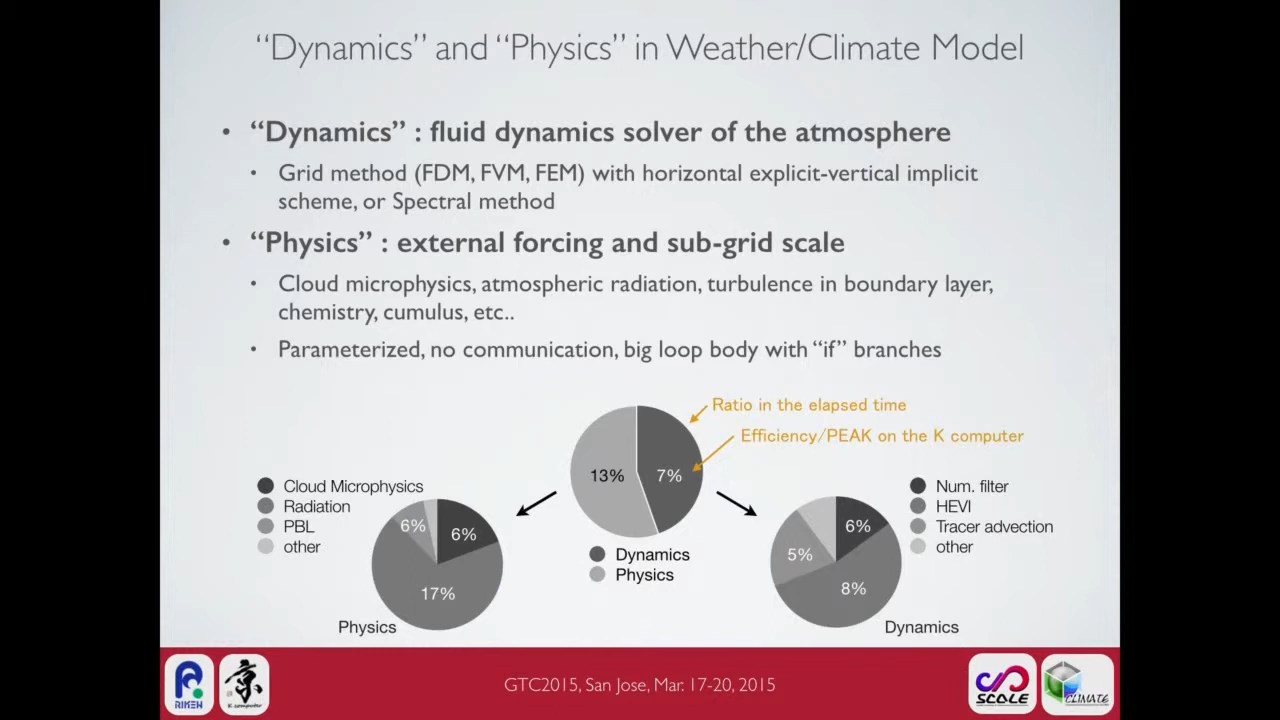 “Dynamics” and “Physics” in Weather/Climate Model
• “Dynamics” : fluid dynamics solver of the atmosphere
• Grid method (FDM, FVM, FEM) with horizontal explicit-vertical implicit
scheme, or Spectral method
• “Physics” : external forcing and sub-grid scale
• Cloud microphysics, atmospheric radiation, turbulence in boundary layer,
chemistry, cumulus, etc..
• Parameterized, no communication, big loop body with “if” branches
Ratio in the elapsed time
Efficiency/PEAK on the K computer
13%
7%
Dynamics
Physics
Cloud Microphysics
Radiation
PBL
other
6%
6%
17%
Physics
Num. filter
HEVI
Tracer advection
other
6%
5%
8%
Dynamics
RIKEN
京
K computer
GTC2015, San Jose, Mar. 17-20, 2015
SCALE
CLIMATE